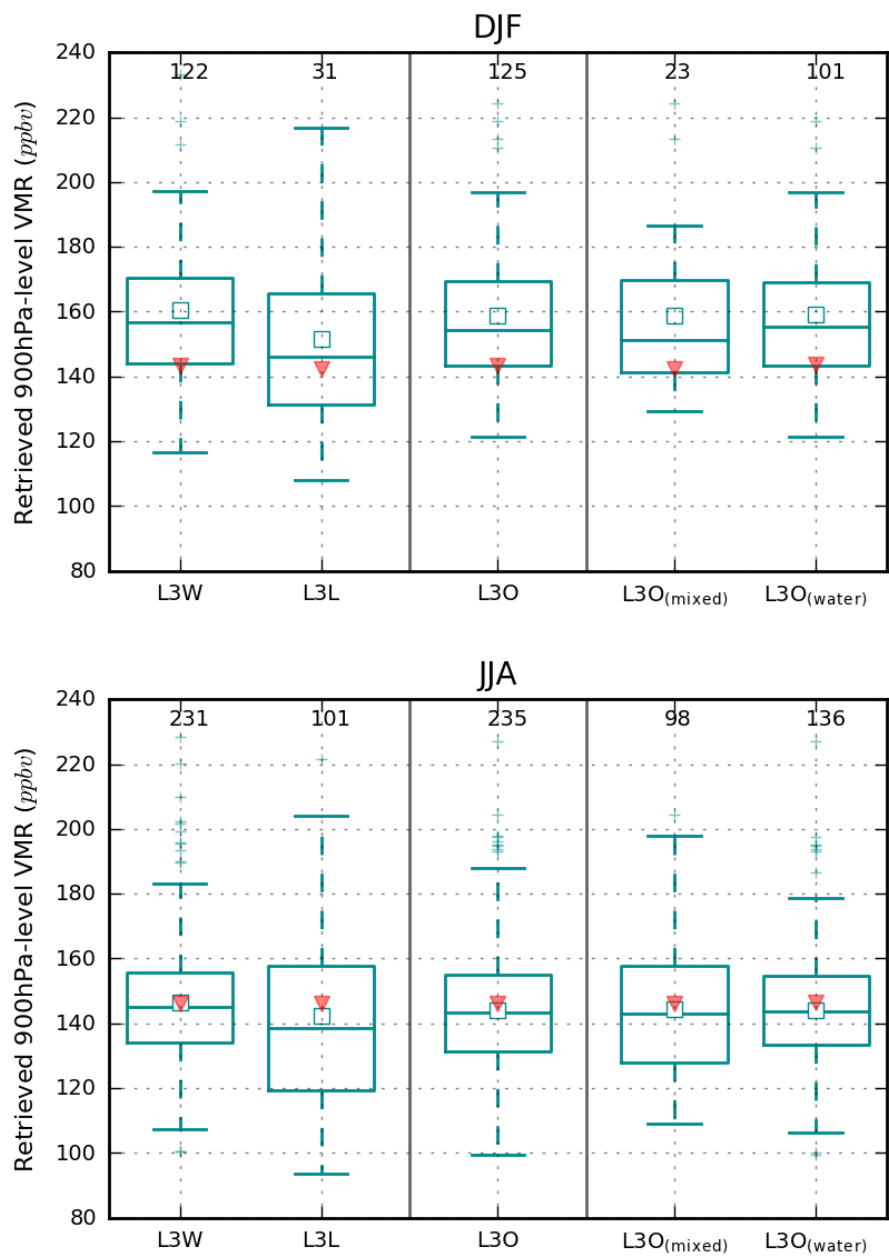 DJF
Retrieved 900hPa-level VMR (ppbv)
240
220
200
180
160
140
120
100
80
122 31 125 23 101
L3W L3L L3O L3O(mixed) L3O(water)
JJA
Retrieved 900hPa-level VMR (ppbv)
240
220
200
180
160
140
120
100
80
231 101 235 98 136
L3W L3L L3O L3O(mixed) L3O(water)